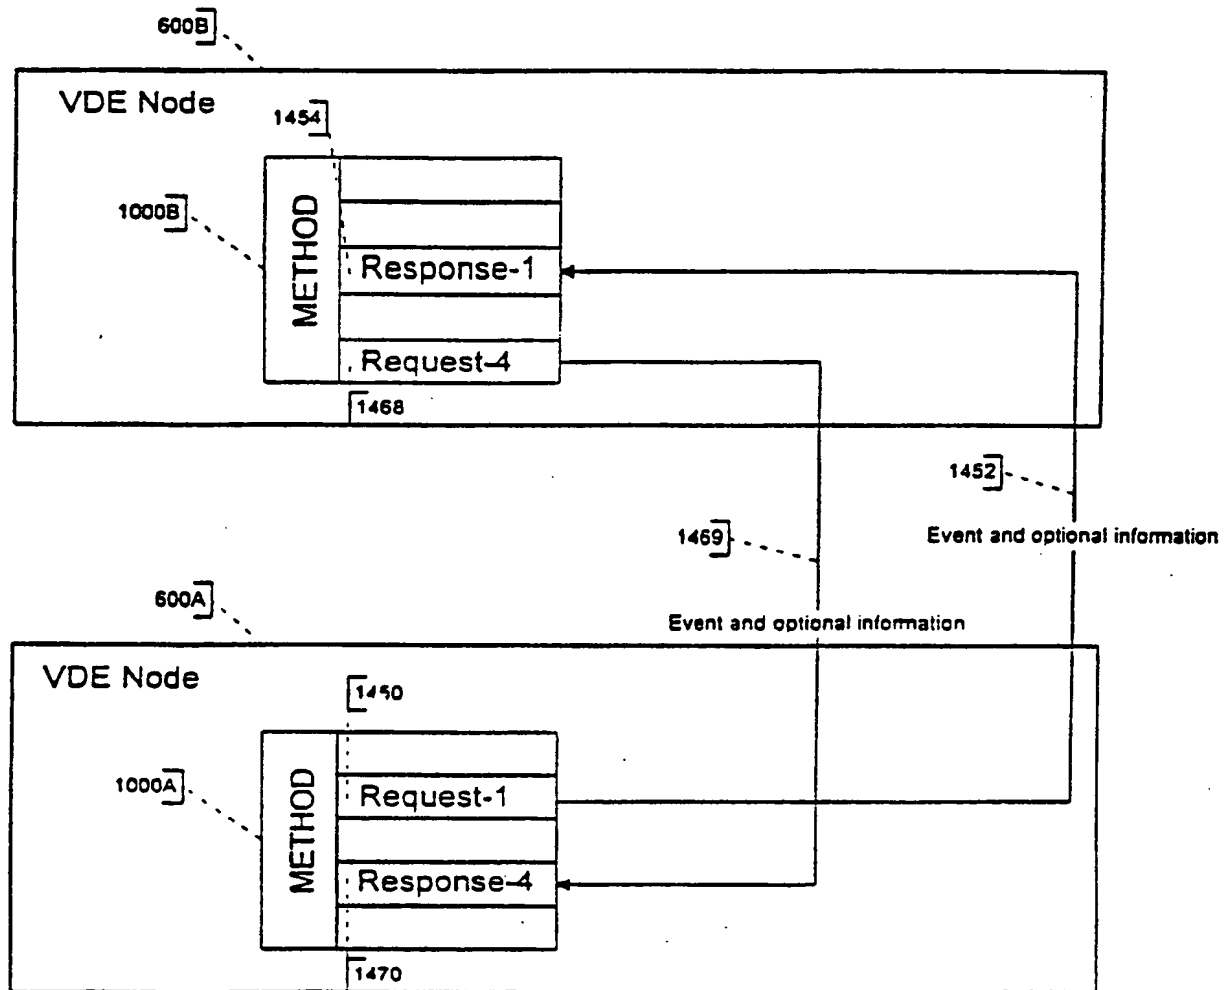 600B
VDE Node
1454
1000B
METHOD
Response-1
Request-4
1468
1452
Event and optional information
1469
Event and optional information
600A
VDE Node
1450
1000A
METHOD
Request-1
Response-4
1470